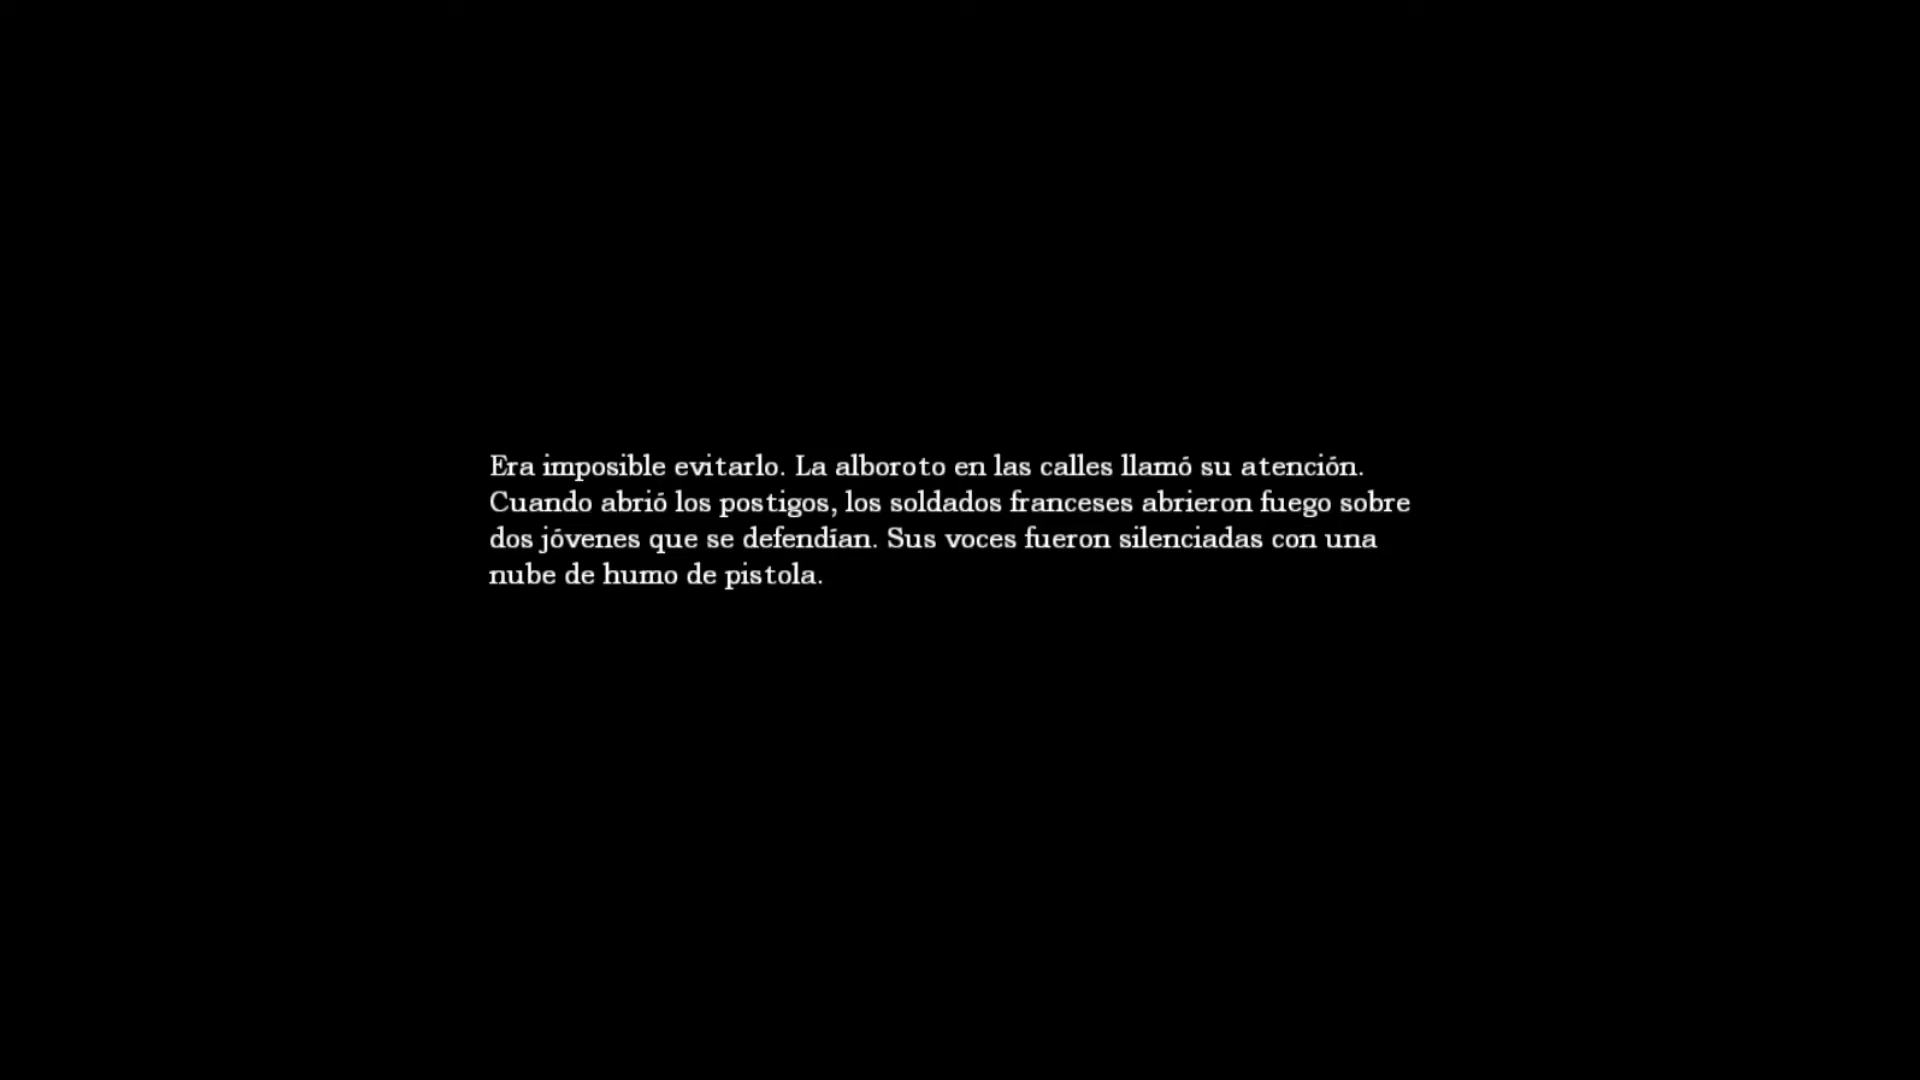 Era imposible evitarlo. La alboroto en las calles llamó su atención.
Cuando abrió los postigos, los soldados franceses abrieron fuego sobre
dos jóvenes que se defendían. Sus voces fueron silenciadas con una
nube de humo de pistola.